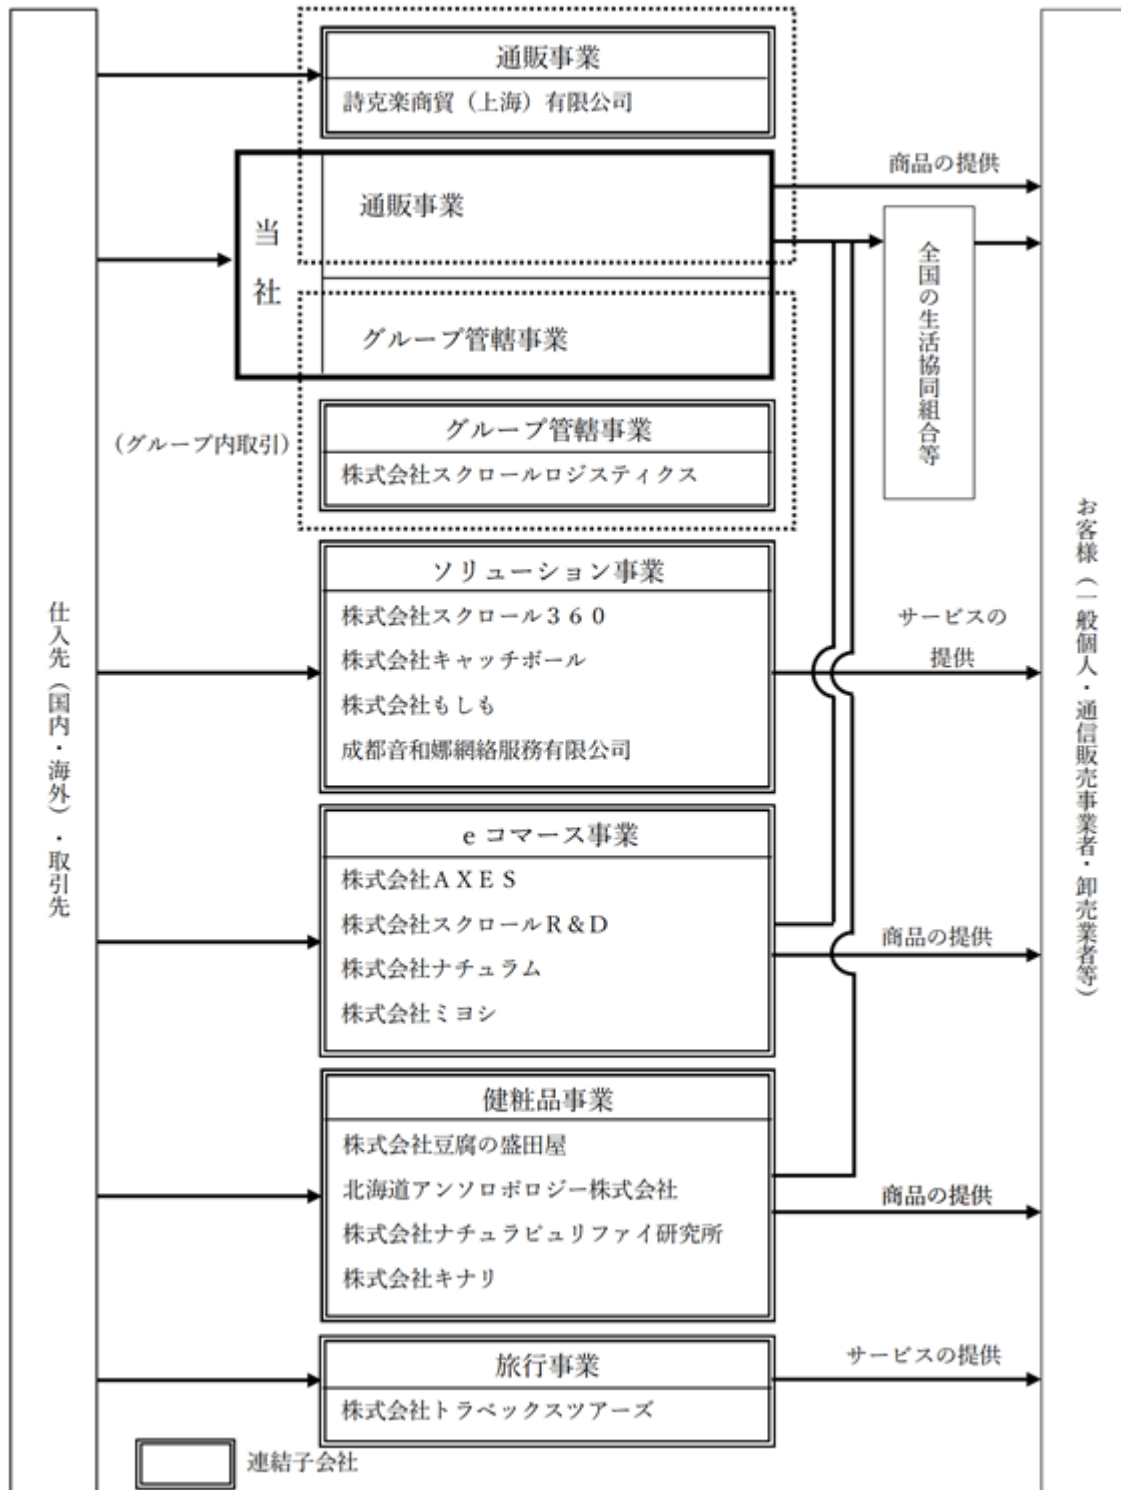 通販事業
詩克楽商貿（上海）有限公司
当社
通販事業
グループ管轄事業
商品の提供
全国の生活協同組合等
（グループ内取引）
グループ管轄事業
株式会社スクロールロジスティクス
仕入先（国内・海外）・取引先
ソリューション事業
株式会社スクロール３６０
株式会社キャッチボール
株式会社もしも
成都音和娜網絡服務有限公司
サービスの
提供
お客様（一般個人・通信販売事業者・卸売業者等）
eコマース事業
株式会社ＡＸＥＳ
株式会社スクロールＲ＆Ｄ
株式会社ナチュラム
株式会社ミヨシ
商品の提供
健粧品事業
株式会社豆腐の盛田屋
北海道アンソロポロジー株式会社
株式会社ナチュラピュリファイ研究所
株式会社キナリ
商品の提供
旅行事業
株式会社トラベックスツアーズ
サービスの提供
連結子会社